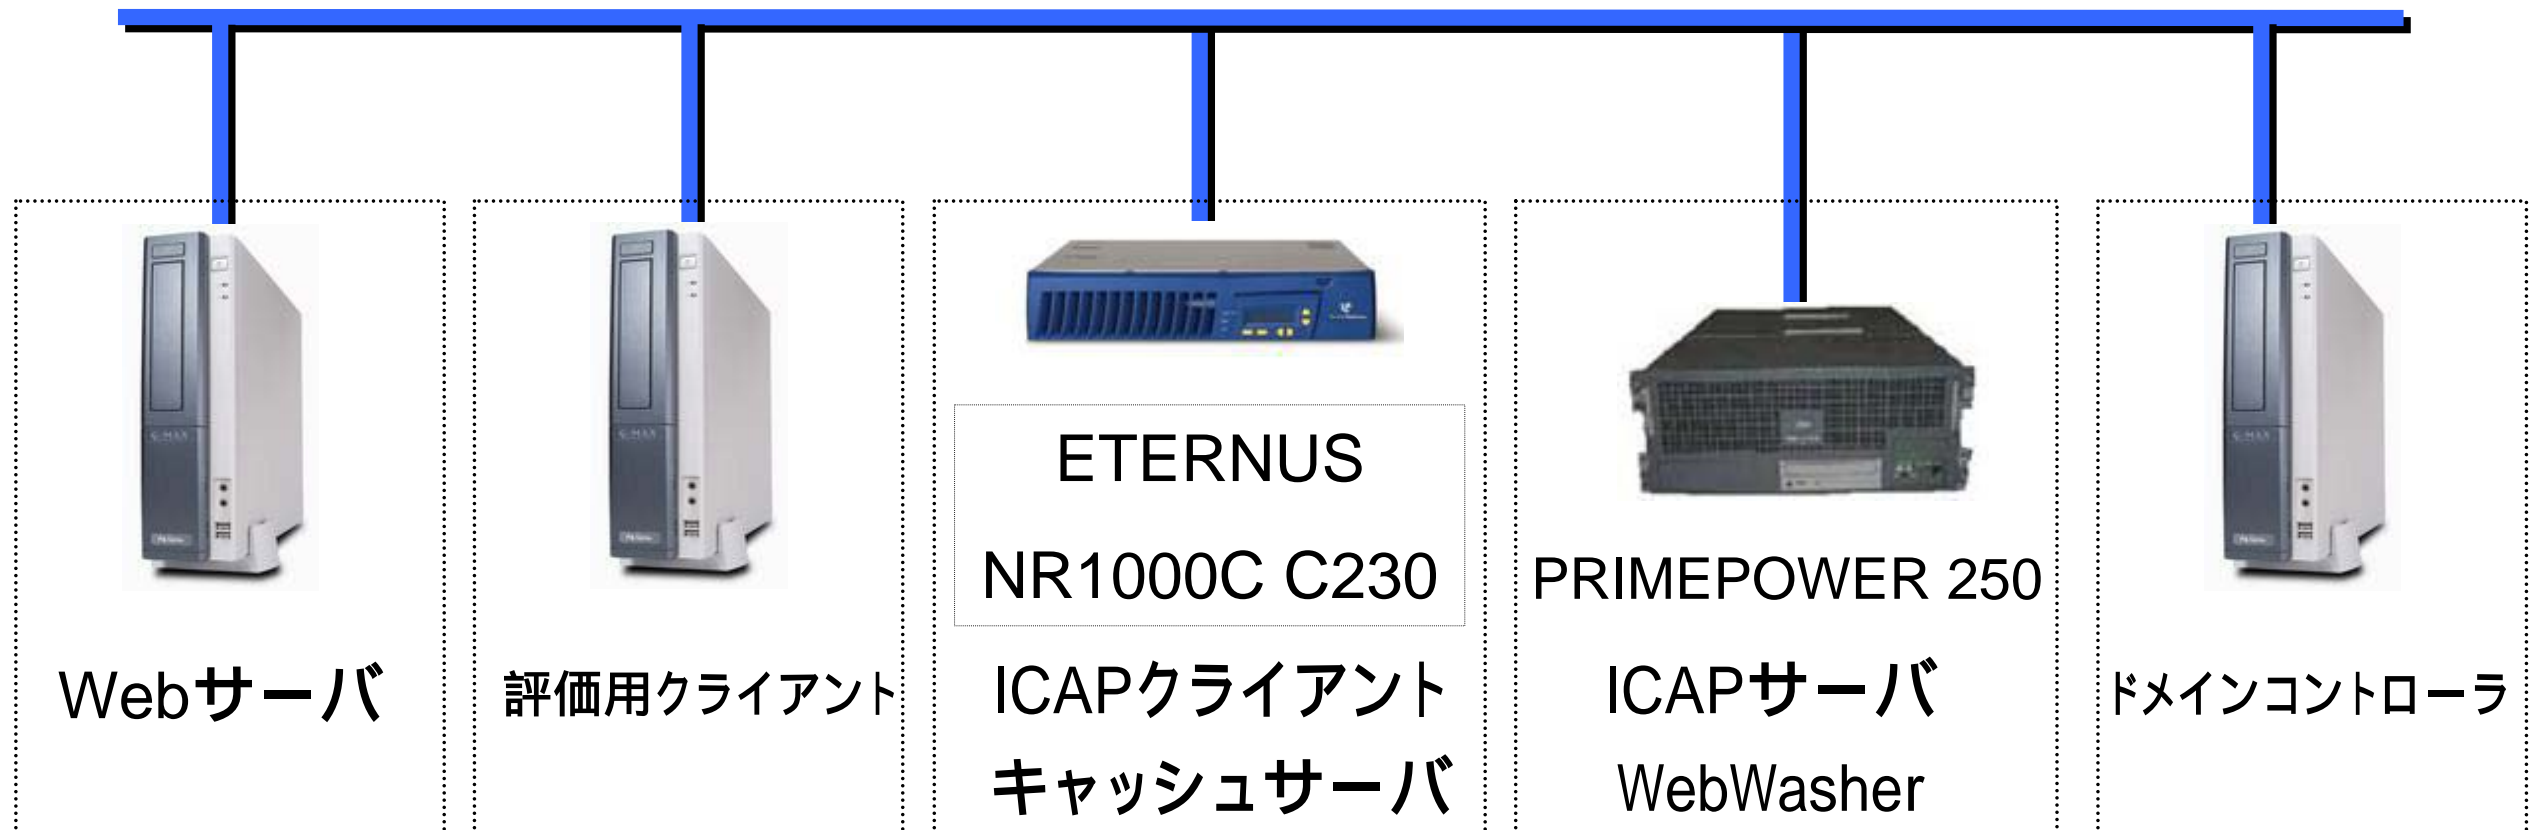 ETERNUS
NR1000C C230
PRIMEPOWER 250
Webサーバ
評価用クライアント
ICAPクライアント
キャッシュサーバ
ICAPサーバ
WebWasher
ドメインコントローラ